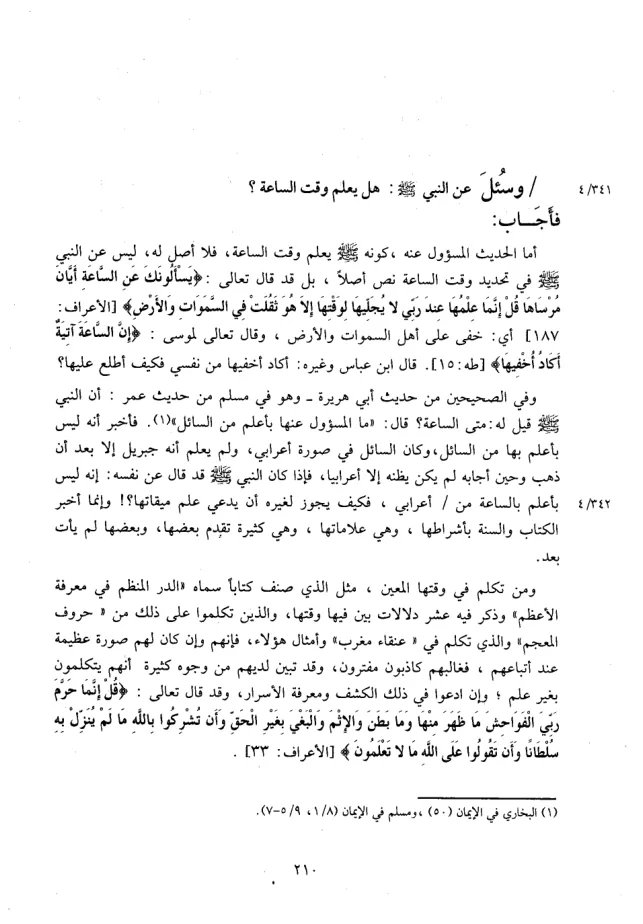 ٤/٣٤١ / وسُئلَ عن النبي ﷺ : هل يعلم وقت الساعة ؟
فأَجَــاب:
أما الحديث المسؤول عنه ،كونه ﷺ يعلم وقت الساعة، فلا أصل له، ليس عن النبي
ﷺ في تحديد وقت الساعة نص أصلاً ، بل قد قال تعالى : ﴿يَسْأَلُونَكَ عَنِ السَّاعَةِ أَيَّانَ
مُرْسَاهَا قُلْ إِنَّمَا عِلْمُهَا عِندَ رَبِّي لا يُجَلِّيهَا لِوَقْتِهَا إِلاَّ هُوَ ثَقُلَتْ فِي السَّمَوَاتِ وَالأَرْضِ﴾ [الأعراف:
١٨٧] أي: خفى على أهل السموات والأرض ، وقال تعالى لموسى : ﴿إِنَّ السَّاعَةَ آتِيَةٌ
أَكَادُ أُخْفِيهَا﴾ [طه:١٥]. قال ابن عباس وغيره: أكاد أخفيها من نفسي فكيف أطلع عليها؟
وفي الصحيحين من حديث أبي هريرة ـ وهو في مسلم من حديث عمر : أن النبي
ﷺ قيل له:متى الساعة؟ قال: «ما المسؤول عنها بأعلم من السائل»(١). فأخبر أنه ليس
بأعلم بها من السائل،وكان السائل في صورة أعرابي، ولم يعلم أنه جبريل إلا بعد أن
ذهب وحين أجابه لم يكن يظنه إلا أعرابيا، فإذا كان النبي ﷺ قد قال عن نفسه: إنه ليس
٤/٣٤٢ بأعلم بالساعة من / أعرابي ، فكيف يجوز لغيره أن يدعي علم ميقاتها؟! وإنما أخبر
الكتاب والسنة بأشراطها ، وهي علاماتها ، وهي كثيرة تقدم بعضها، وبعضها لم يأت
بعد.
ومن تكلم في وقتها المعين ، مثل الذي صنف كتاباً سماه «الدر المنظم في معرفة
الأعظم» وذكر فيه عشر دلالات بين فيها وقتها، والذين تكلموا على ذلك من « حروف
المعجم» والذي تكلم في « عنقاء مغرب» وأمثال هؤلاء، فإنهم وإن كان لهم صورة عظيمة
عند أتباعهم ، فغالبهم كاذبون مفترون، وقد تبين لديهم من وجوه كثيرة أنهم يتكلمون
بغير علم ؛ وإن ادعوا في ذلك الكشف ومعرفة الأسرار، وقد قال تعالى : ﴿قُلْ إِنَّمَا حَرَّمَ
رَبِّيَ الْفَوَاحِشَ مَا ظَهَرَ مِنْهَا وَمَا بَطَنَ وَالإِثْمَ وَالْبَغْيَ بِغَيْرِ الْحَقِّ وَأَن تُشْرِكُوا بِاللَّهِ مَا لَمْ يُنَزِّلْ بِهِ
سُلْطَانًا وَأَن تَقُولُوا عَلَى اللَّهِ مَا لا تَعْلَمُونَ ﴾ [الأعراف: ٣٣] .
(١) البخاري في الإيمان (٥٠) ،ومسلم في الإيمان (١/٨، ٥/٩-٧).
٢١٠